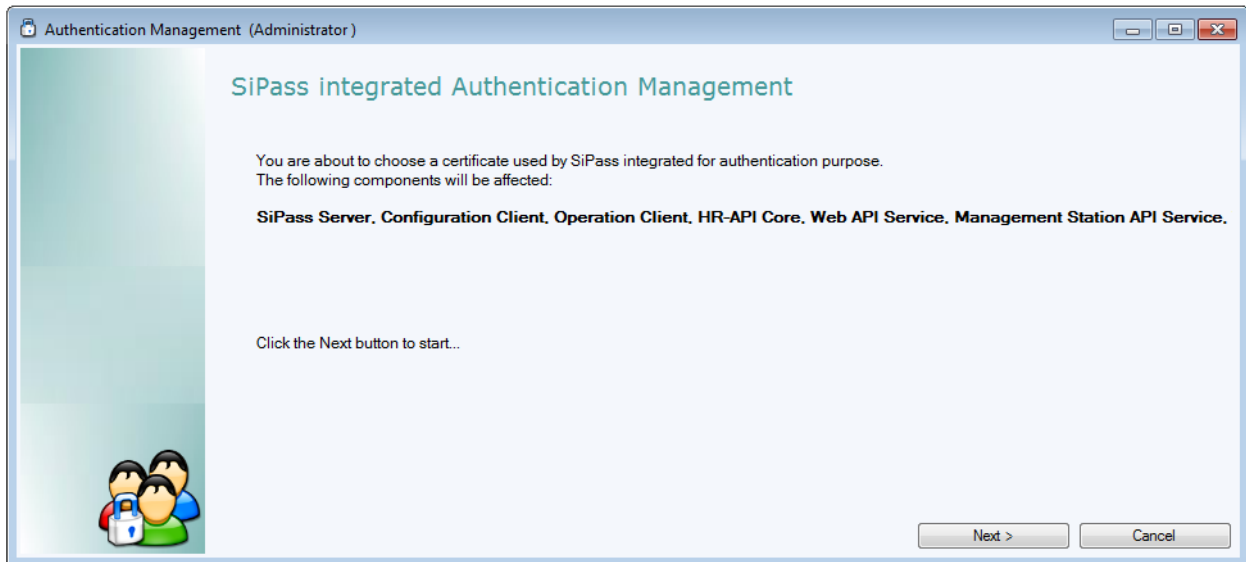 Authentication Management (Administrator )
SiPass integrated Authentication Management
You are about to choose a certificate used by SiPass integrated for authentication purpose.
The following components will be affected:
SiPass Server, Configuration Client, Operation Client, HR-API Core, Web API Service, Management Station API Service,
Click the Next button to start...
Next >
Cancel